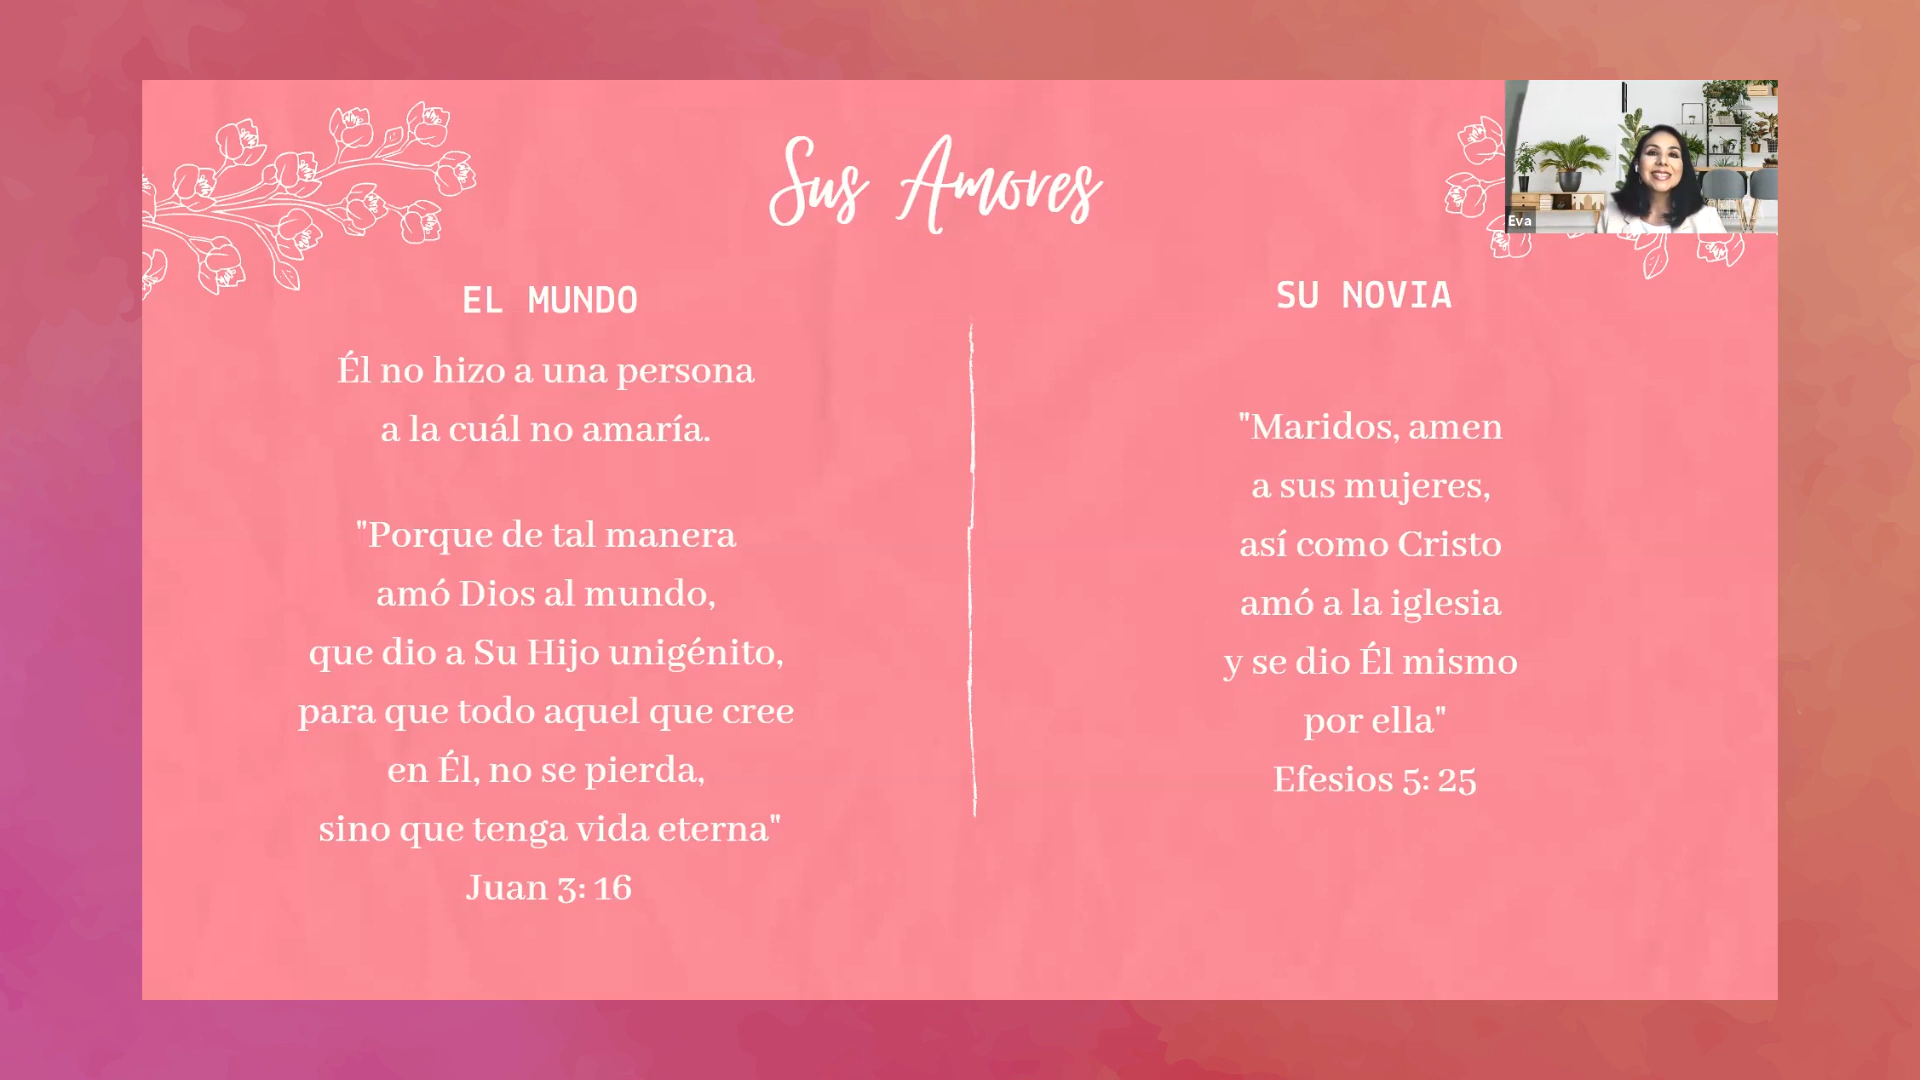 Sus Amores
Eva
EL MUNDO
Él no hizo a una persona
a la cuál no amaría.
"Porque de tal manera
amó Dios al mundo,
que dio a Su Hijo unigénito,
para que todo aquel que cree
en Él, no se pierda,
sino que tenga vida eterna"
Juan 3: 16
SU NOVIA
"Maridos, amen
a sus mujeres,
así como Cristo
amó a la iglesia
y se dio Él mismo
por ella"
Efesios 5: 25